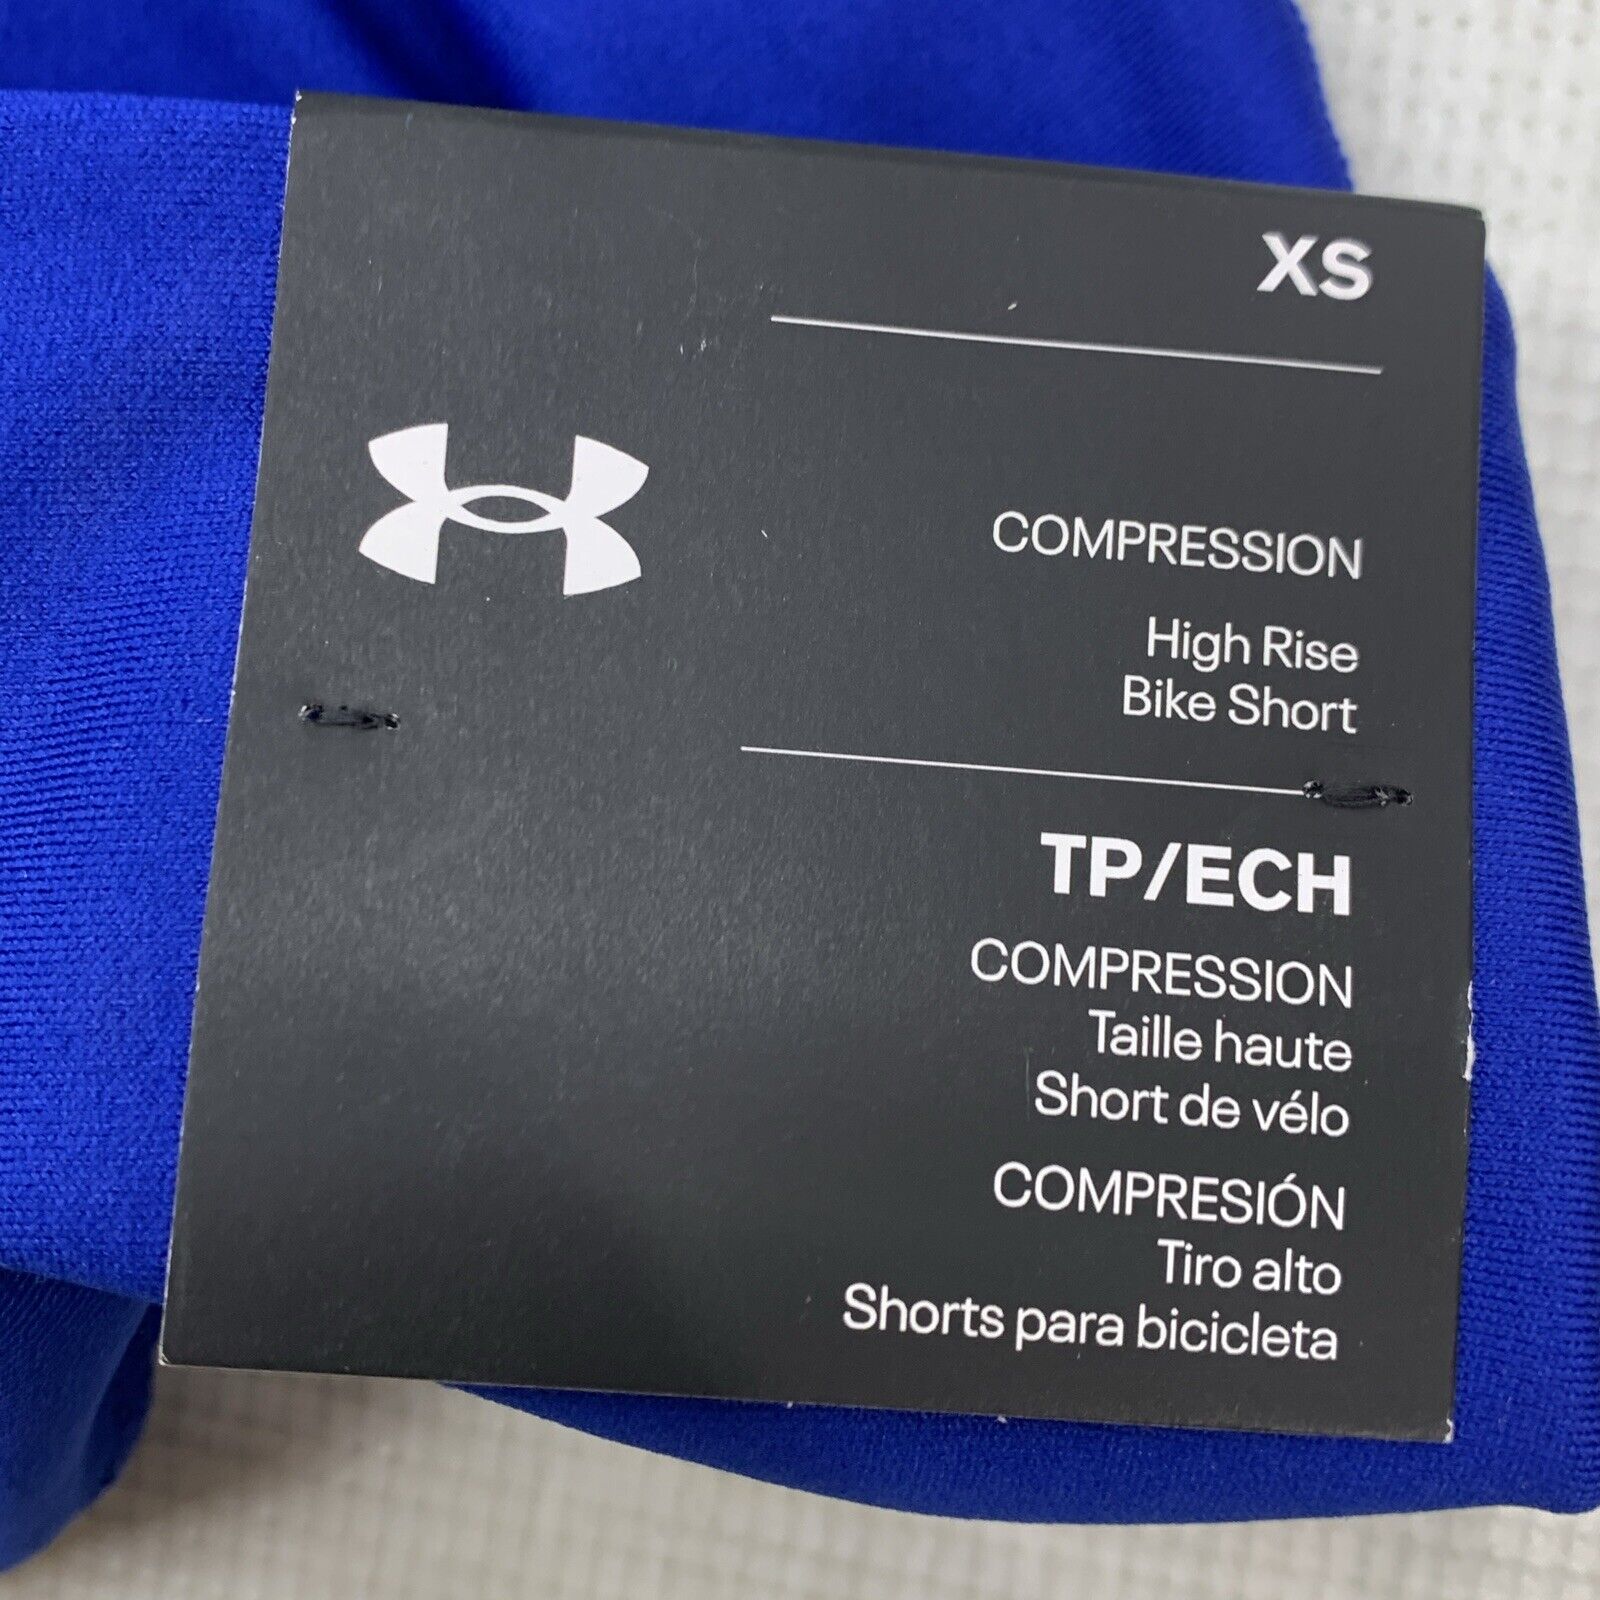 XS
COMPRESSION
High Rise
Bike Short
TP/ECH
COMPRESSION
Taille haute
Short de vélo
COMPRESIÓN
Tiro alto
Shorts para bicicleta